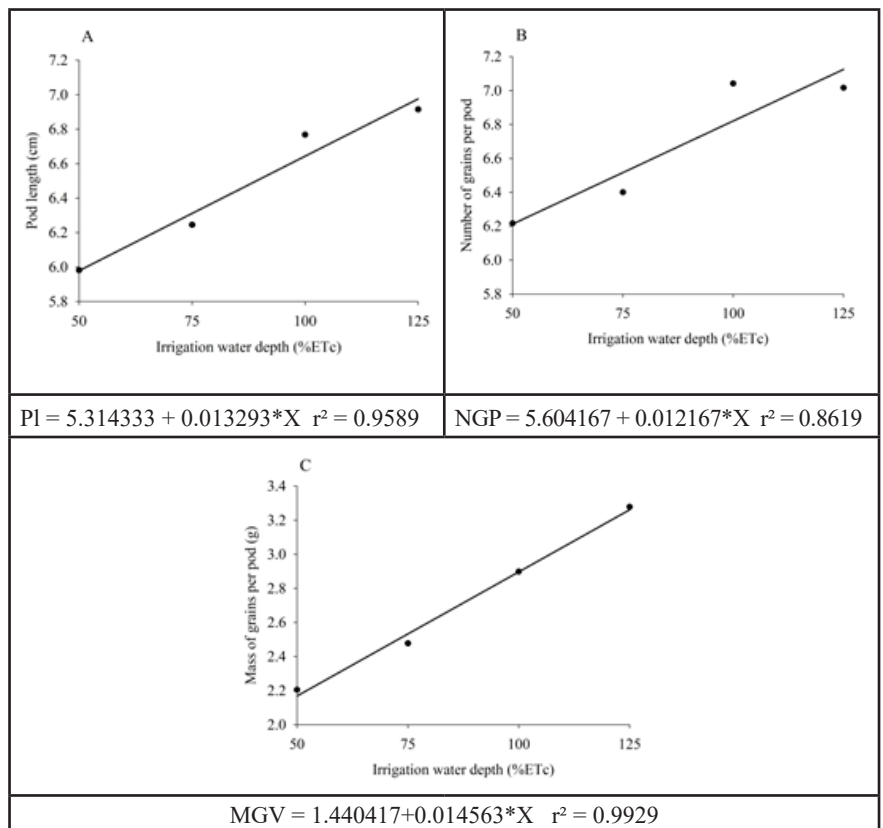 A
7.2
7.0
6.8
6.6
6.4
6.2
6.0
5.8
50 75 100 125
Pod length (cm)
Irrigation water depth (%ETc)
B
7.2
7.0
6.8
6.6
6.4
6.2
6.0
5.8
50 75 100 125
Number of grains per pod
Irrigation water depth (%ETc)
Pl = 5.314333 + 0.013293*X r² = 0.9589
NGP = 5.604167 + 0.012167*X r² = 0.8619
C
3.4
3.2
3.0
2.8
2.6
2.4
2.2
2.0
50 75 100 125
Mass of grains per pod (g)
Irrigation water depth (%ETc)
MGV = 1.440417+0.014563*X r² = 0.9929